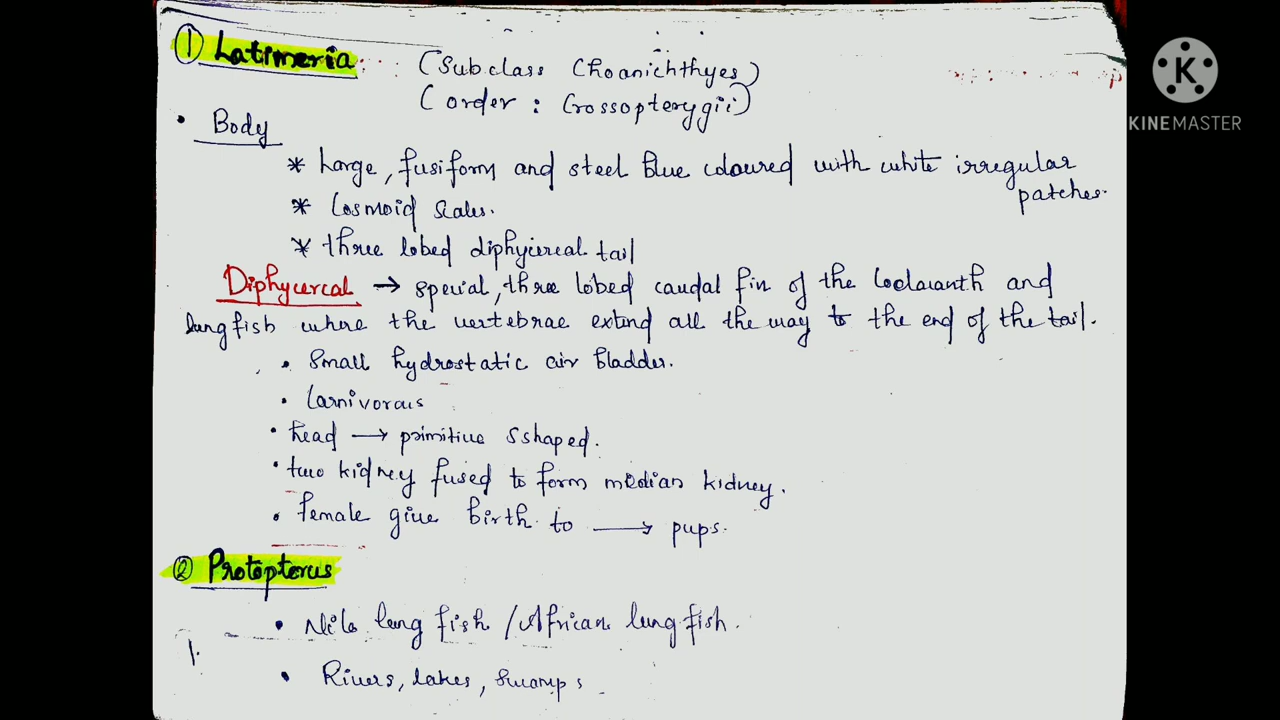 ① Latimeria (Subclass Choanichthyes)
(order : Crossopterygii)
• Body
* Large, fusiform and steel blue coloured with white irregular
patches.
* Cosmoid scales.
* three lobed diphycercal tail
Diphycercal → special, three lobed caudal fin of the Coelacanth and
lung fish where the vertebrae extend all the way to the end of the tail.
• Small hydrostatic air bladder.
• Carnivorous
• head → primitive S shaped.
• two kidney fused to form median kidney.
• Female give birth to → pups.
② Protopterus
• Nile lung fish / African lung fish.
• Rivers, lakes, swamps
K
KINEMASTER